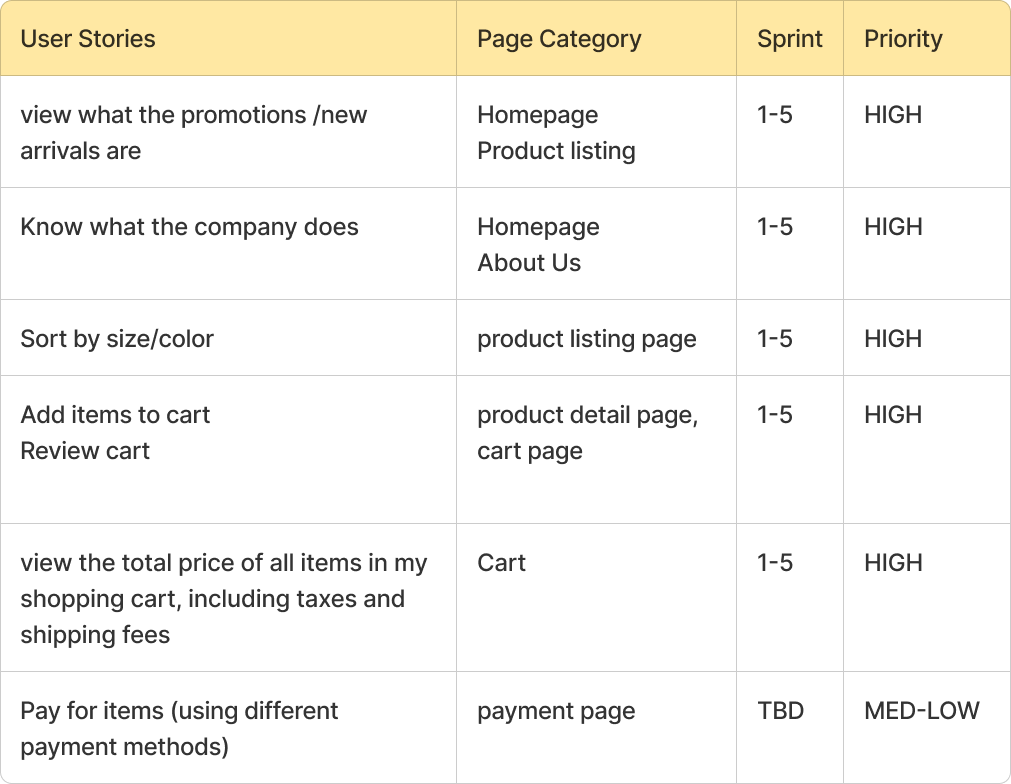 User Stories Page Category Sprint Priority
view what the promotions /new Homepage 1-5 HIGH
arrivals are Product listing
Know what the company does Homepage 1-5 HIGH
About Us
Sort by size/color product listing page 1-5 HIGH
Add items to cart product detail page, 1-5 HIGH
Review cart cart page
view the total price of all items in my Cart 1-5 HIGH
shopping cart, including taxes and
shipping fees
Pay for items (using different payment page TBD MED-LOW
payment methods)